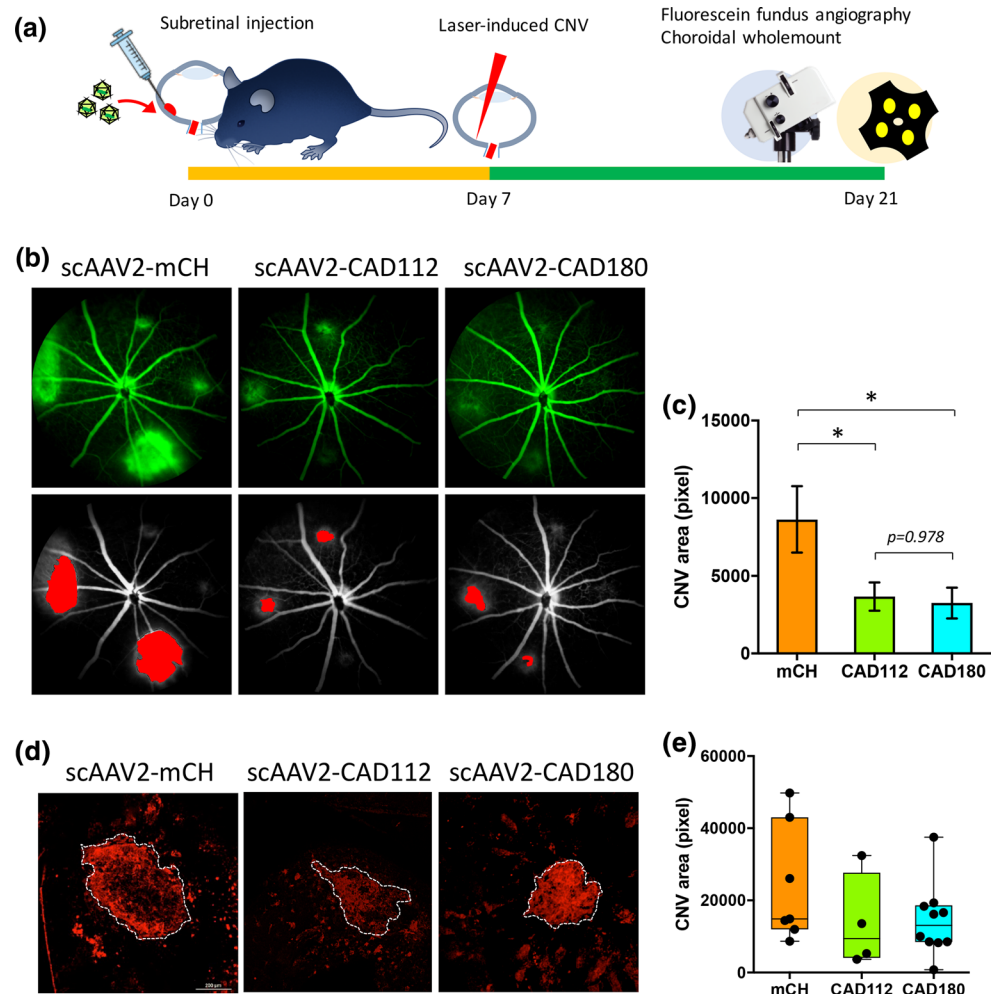 (a)
Subretinal injection
Laser-induced CNV
Fluorescein fundus angiography
Choroidal wholemount
Day 0
Day 7
Day 21
(b)
scAAV2-mCH
scAAV2-CAD112
scAAV2-CAD180
(c)
CNV area (pixel)
15000
10000
5000
0
*
*
p=0.978
mCH
CAD112
CAD180
(d)
scAAV2-mCH
scAAV2-CAD112
scAAV2-CAD180
200 µm
(e)
CNV area (pixel)
60000
40000
20000
0
mCH
CAD112
CAD180